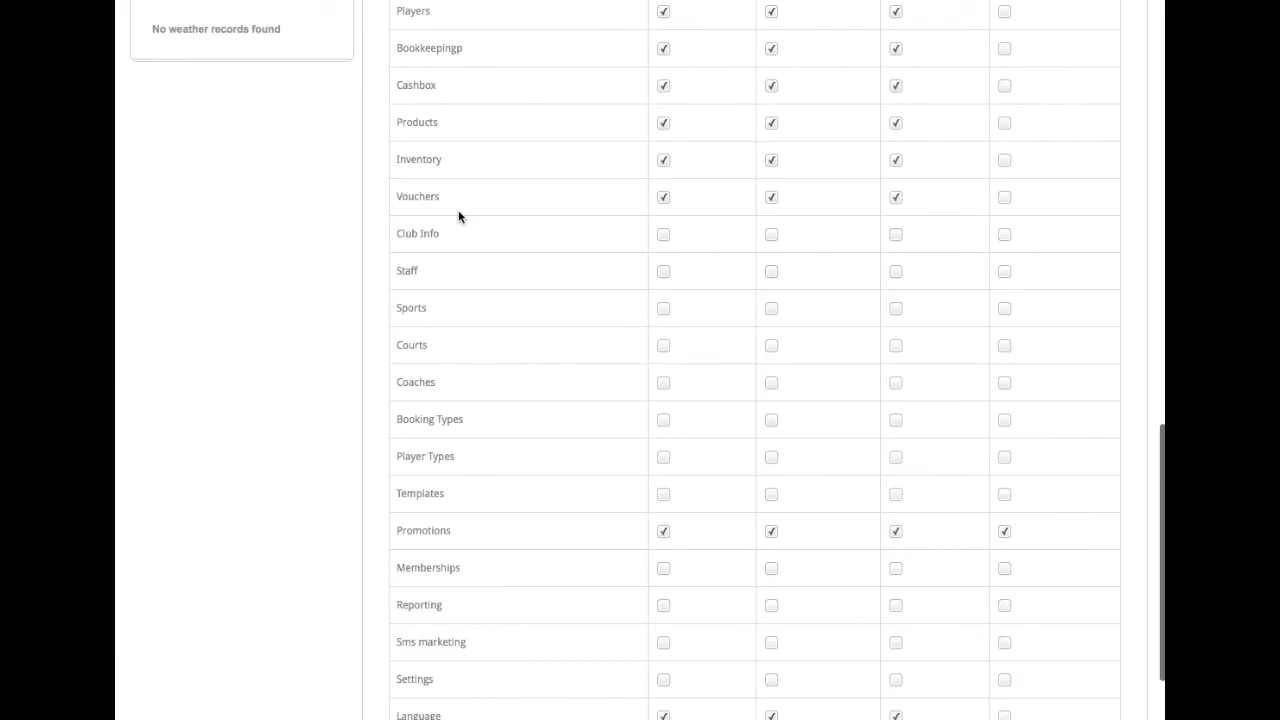 No weather records found
Players
Bookkeepingp
Cashbox
Products
Inventory
Vouchers
Club Info
Staff
Sports
Courts
Coaches
Booking Types
Player Types
Templates
Promotions
Memberships
Reporting
Sms marketing
Settings
Language